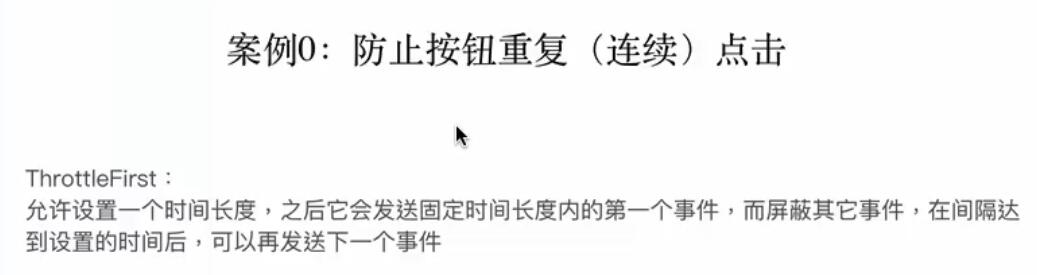 案例0：防止按钮重复（连续）点击
ThrottleFirst：
允许设置一个时间长度，之后它会发送固定时间长度内的第一个事件，而屏蔽其它事件，在间隔达
到设置的时间后，可以再发送下一个事件